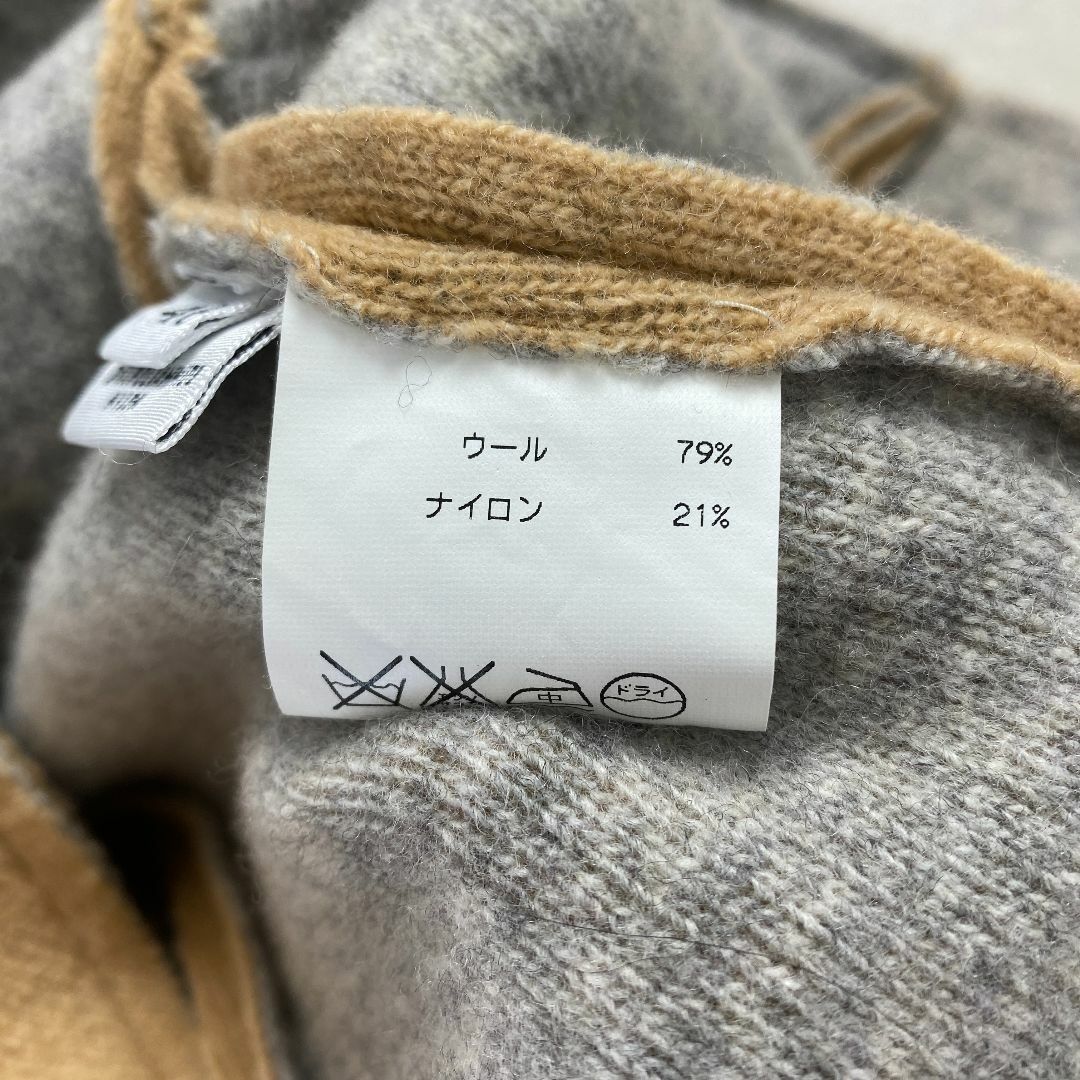 ウール 79%
ナイロン 21%
中 ドライ